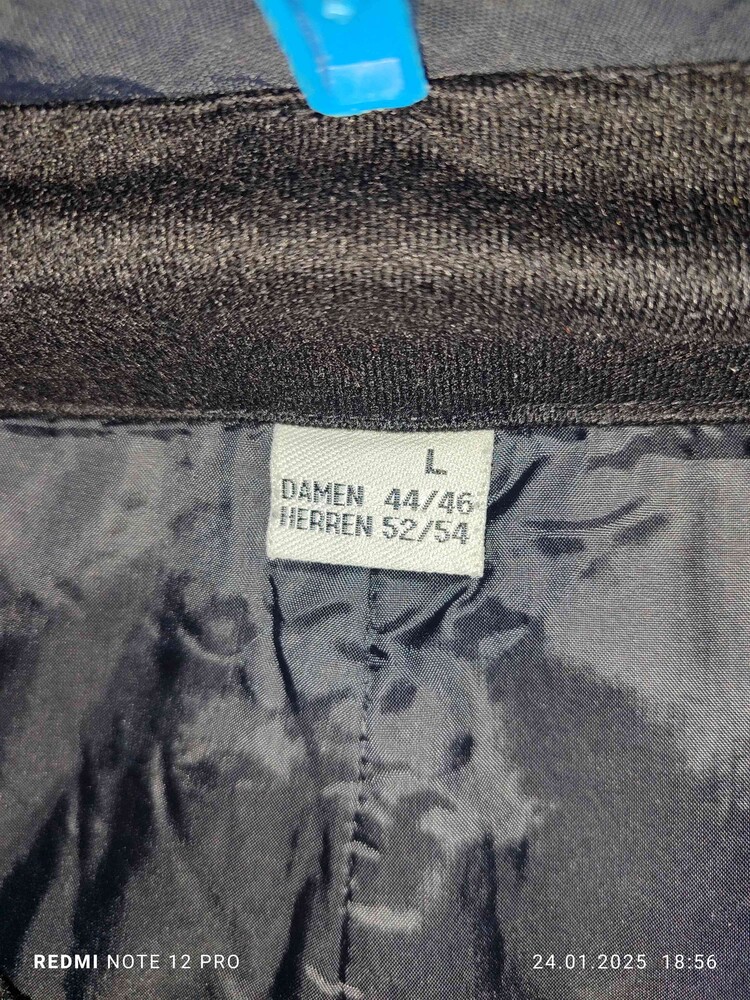 L
DAMEN 44/46
HERREN 52/54
REDMI NOTE 12 PRO
24.01.2025 18:56